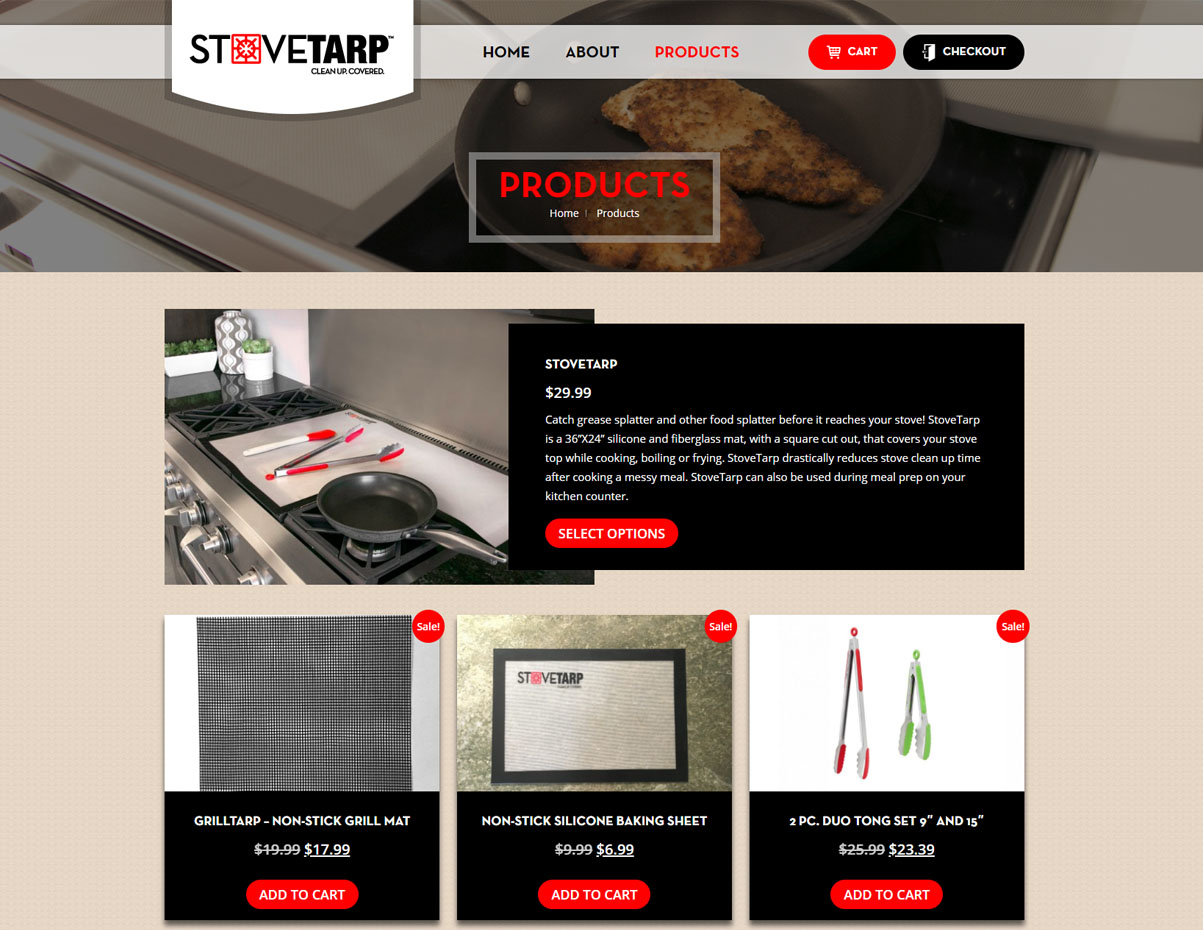 STOVETARP™
CLEAN UP. COVERED.
HOME
ABOUT
PRODUCTS
CART
CHECKOUT
PRODUCTS
Home | Products
STOVETARP
$29.99
Catch grease splatter and other food splatter before it reaches your stove! StoveTarp
is a 36”X24” silicone and fiberglass mat, with a square cut out, that covers your stove
top while cooking, boiling or frying. StoveTarp drastically reduces stove clean up time
after cooking a messy meal. StoveTarp can also be used during meal prep on your
kitchen counter.
SELECT OPTIONS
Sale!
GRILLTARP – NON-STICK GRILL MAT
$19.99 $17.99
ADD TO CART
Sale!
STOVETARP
NON-STICK SILICONE BAKING SHEET
$9.99 $6.99
ADD TO CART
Sale!
2 PC. DUO TONG SET 9” AND 15”
$25.99 $23.39
ADD TO CART